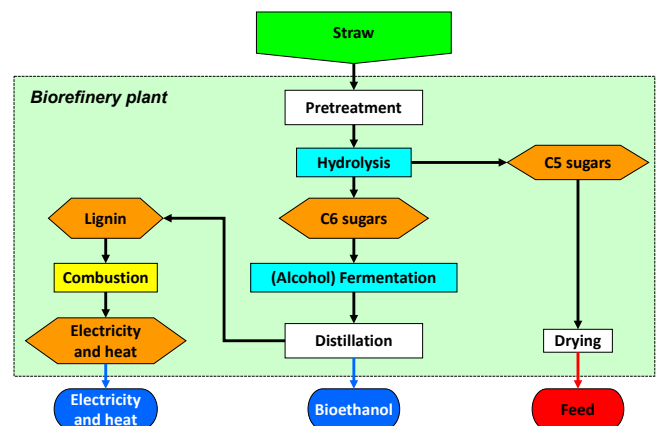 Straw
Biorefinery plant
Pretreatment
Hydrolysis
C5 sugars
Lignin
C6 sugars
Combustion
(Alcohol) Fermentation
Electricity
and heat
Distillation
Drying
Electricity
and heat
Bioethanol
Feed